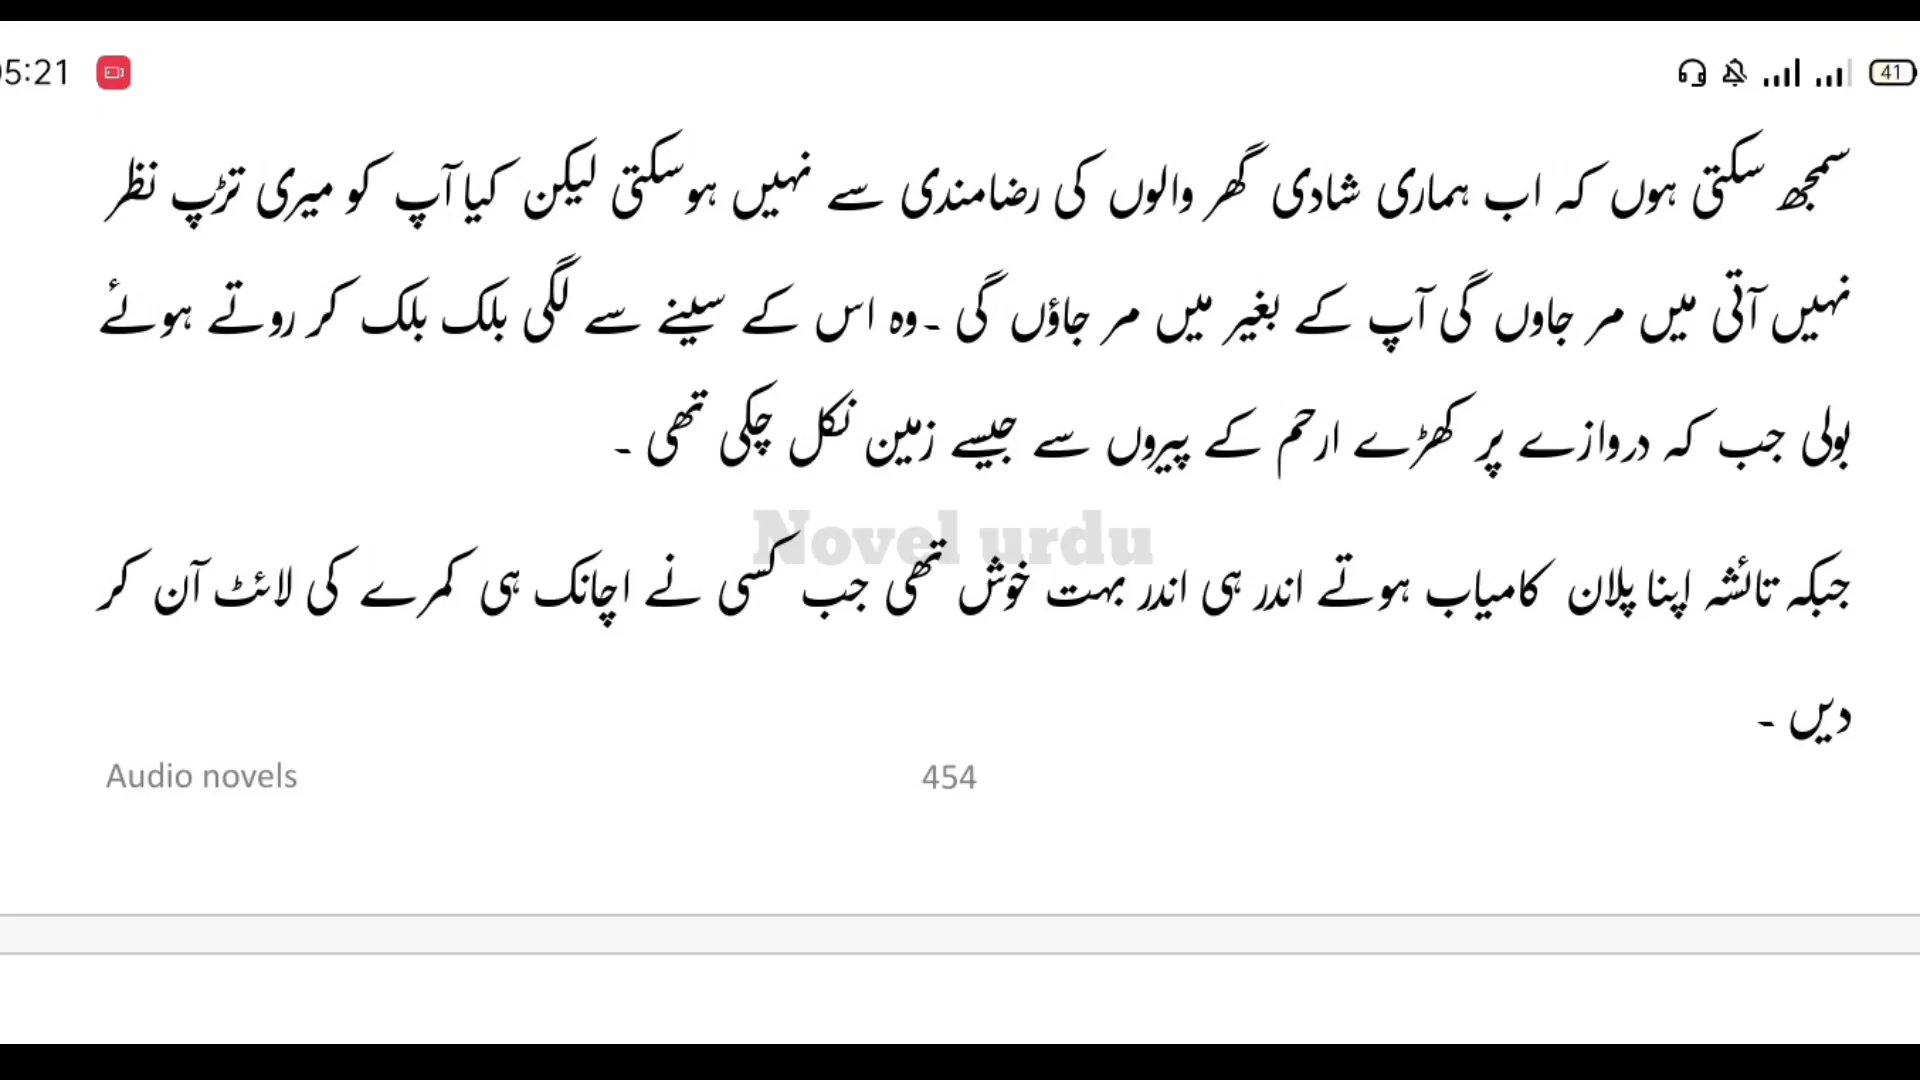 05:21
41
سمجھ سکتی ہوں کہ اب ہماری شادی گھر والوں کی رضامندی سے نہیں ہوسکتی لیکن کیا آپ کو میری تڑپ نظر
نہیں آتی میں مر جاوں گی آپ کے بغیر میں مر جاؤں گی ۔وہ اس کے سینے سے لگی بلک بلک کر روتے ہوئے
بولی جب کہ دروازے پر کھڑے ارحم کے پیروں سے جیسے زمین نکل چکی تھی ۔
Novel urdu
جبکہ تائشہ اپنا پلان کامیاب ہوتے اندر ہی اندر بہت خوش تھی جب کسی نے اچانک ہی کمرے کی لائٹ آن کر
دیں ۔
Audio novels 454